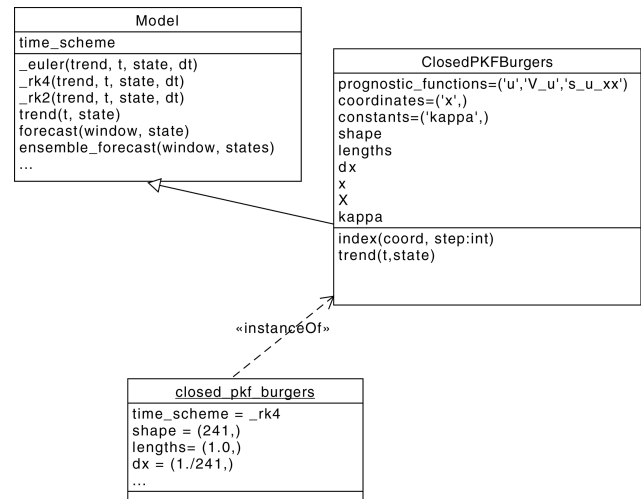 Model
time_scheme
_euler(trend, t, state, dt)
_rk4(trend, t, state, dt)
_rk2(trend, t, state, dt)
trend(t, state)
forecast(window, state)
ensemble_forecast(window, states)
...
ClosedPKFBurgers
prognostic_functions=('u','V_u','s_u_xx')
coordinates=('x',)
constants=('kappa',)
shape
lengths
dx
x
X
kappa
index(coord, step:int)
trend(t,state)
«instanceOf»
closed_pkf_burgers
time_scheme = _rk4
shape = (241,)
lengths= (1.0,)
dx = (1./241,)
...